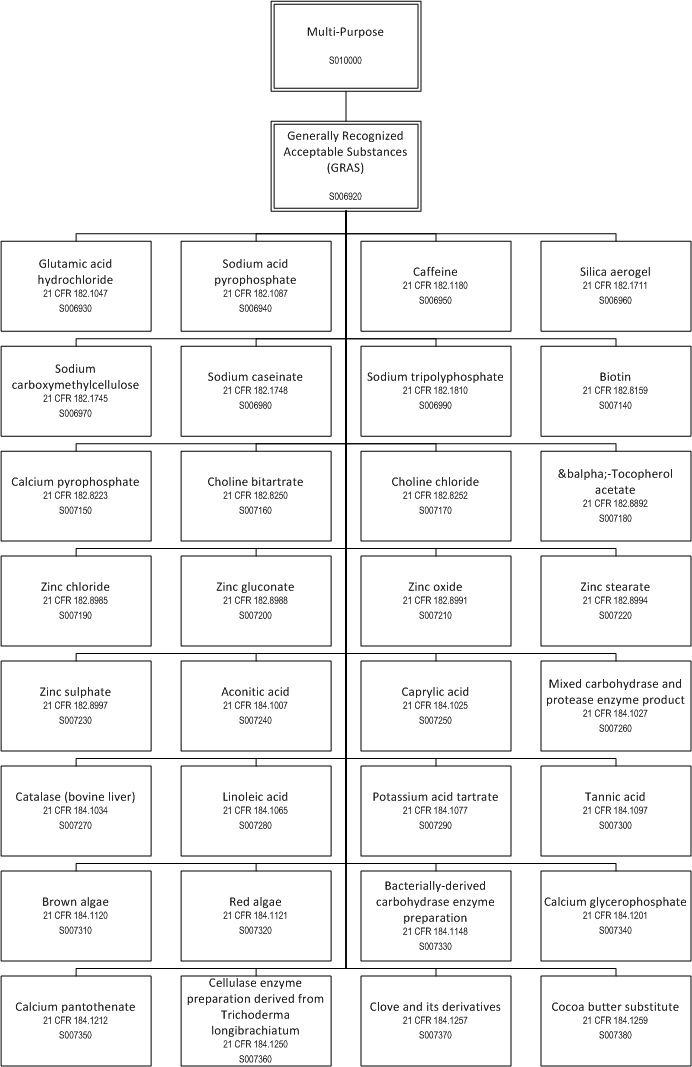 Multi-Purpose
S010000
Generally Recognized
Acceptable Substances
(GRAS)
S006920
Glutamic acid
hydrochloride
21 CFR 182.1047
S006930
Sodium acid
pyrophosphate
21 CFR 182.1087
S006940
Caffeine
21 CFR 182.1180
S006950
Silica aerogel
21 CFR 182.1711
S006960
Sodium
carboxymethylcellulose
21 CFR 182.1745
S006970
Sodium caseinate
21 CFR 182.1748
S006980
Sodium tripolyphosphate
21 CFR 182.1810
S006990
Biotin
21 CFR 182.8159
S007140
Calcium pyrophosphate
21 CFR 182.8223
S007150
Choline bitartrate
21 CFR 182.8250
S007160
Choline chloride
21 CFR 182.8252
S007170
&balpha;-Tocopherol
acetate
21 CFR 182.8892
S007180
Zinc chloride
21 CFR 182.8985
S007190
Zinc gluconate
21 CFR 182.8988
S007200
Zinc oxide
21 CFR 182.8991
S007210
Zinc stearate
21 CFR 182.8994
S007220
Zinc sulphate
21 CFR 182.8997
S007230
Aconitic acid
21 CFR 184.1007
S007240
Caprylic acid
21 CFR 184.1025
S007250
Mixed carbohydrase and
protease enzyme product
21 CFR 184.1027
S007260
Catalase (bovine liver)
21 CFR 184.1034
S007270
Linoleic acid
21 CFR 184.1065
S007280
Potassium acid tartrate
21 CFR 184.1077
S007290
Tannic acid
21 CFR 184.1097
S007300
Brown algae
21 CFR 184.1120
S007310
Red algae
21 CFR 184.1121
S007320
Bacterially-derived
carbohydrase enzyme
preparation
21 CFR 184.1148
S007330
Calcium glycerophosphate
21 CFR 184.1201
S007340
Calcium pantothenate
21 CFR 184.1212
S007350
Cellulase enzyme
preparation derived from
Trichoderma
longibrachiatum
21 CFR 184.1250
S007360
Clove and its derivatives
21 CFR 184.1257
S007370
Cocoa butter substitute
21 CFR 184.1259
S007380